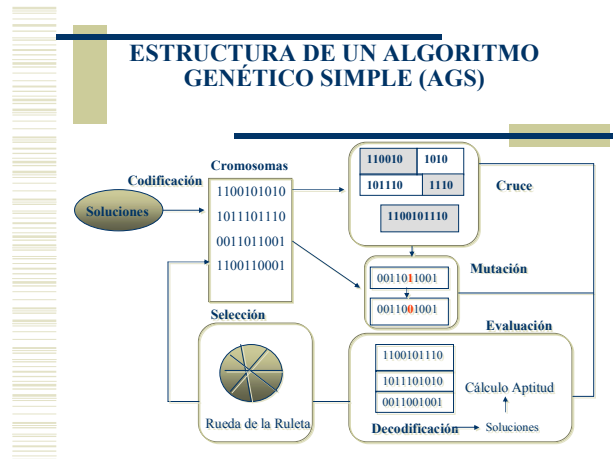 ESTRUCTURA DE UN ALGORITMO
GENÉTICO SIMPLE (AGS)
Codificación
Soluciones
Cromosomas
1100101010
1011101110
0011011001
1100110001
110010 1010
101110 1110
1100101110
Cruce
0011011001
0011001001
Mutación
Selección
Rueda de la Ruleta
Evaluación
1100101110
1011101010
0011001001
Cálculo Aptitud
Decodificación
Soluciones